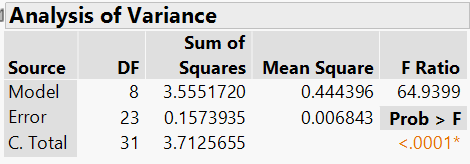 Analysis of Variance
Sum of
Source DF Squares Mean Square F Ratio
Model 8 3.5551720 0.444396 64.9399
Error 23 0.1573935 0.006843 Prob > F
C. Total 31 3.7125655 <.0001*